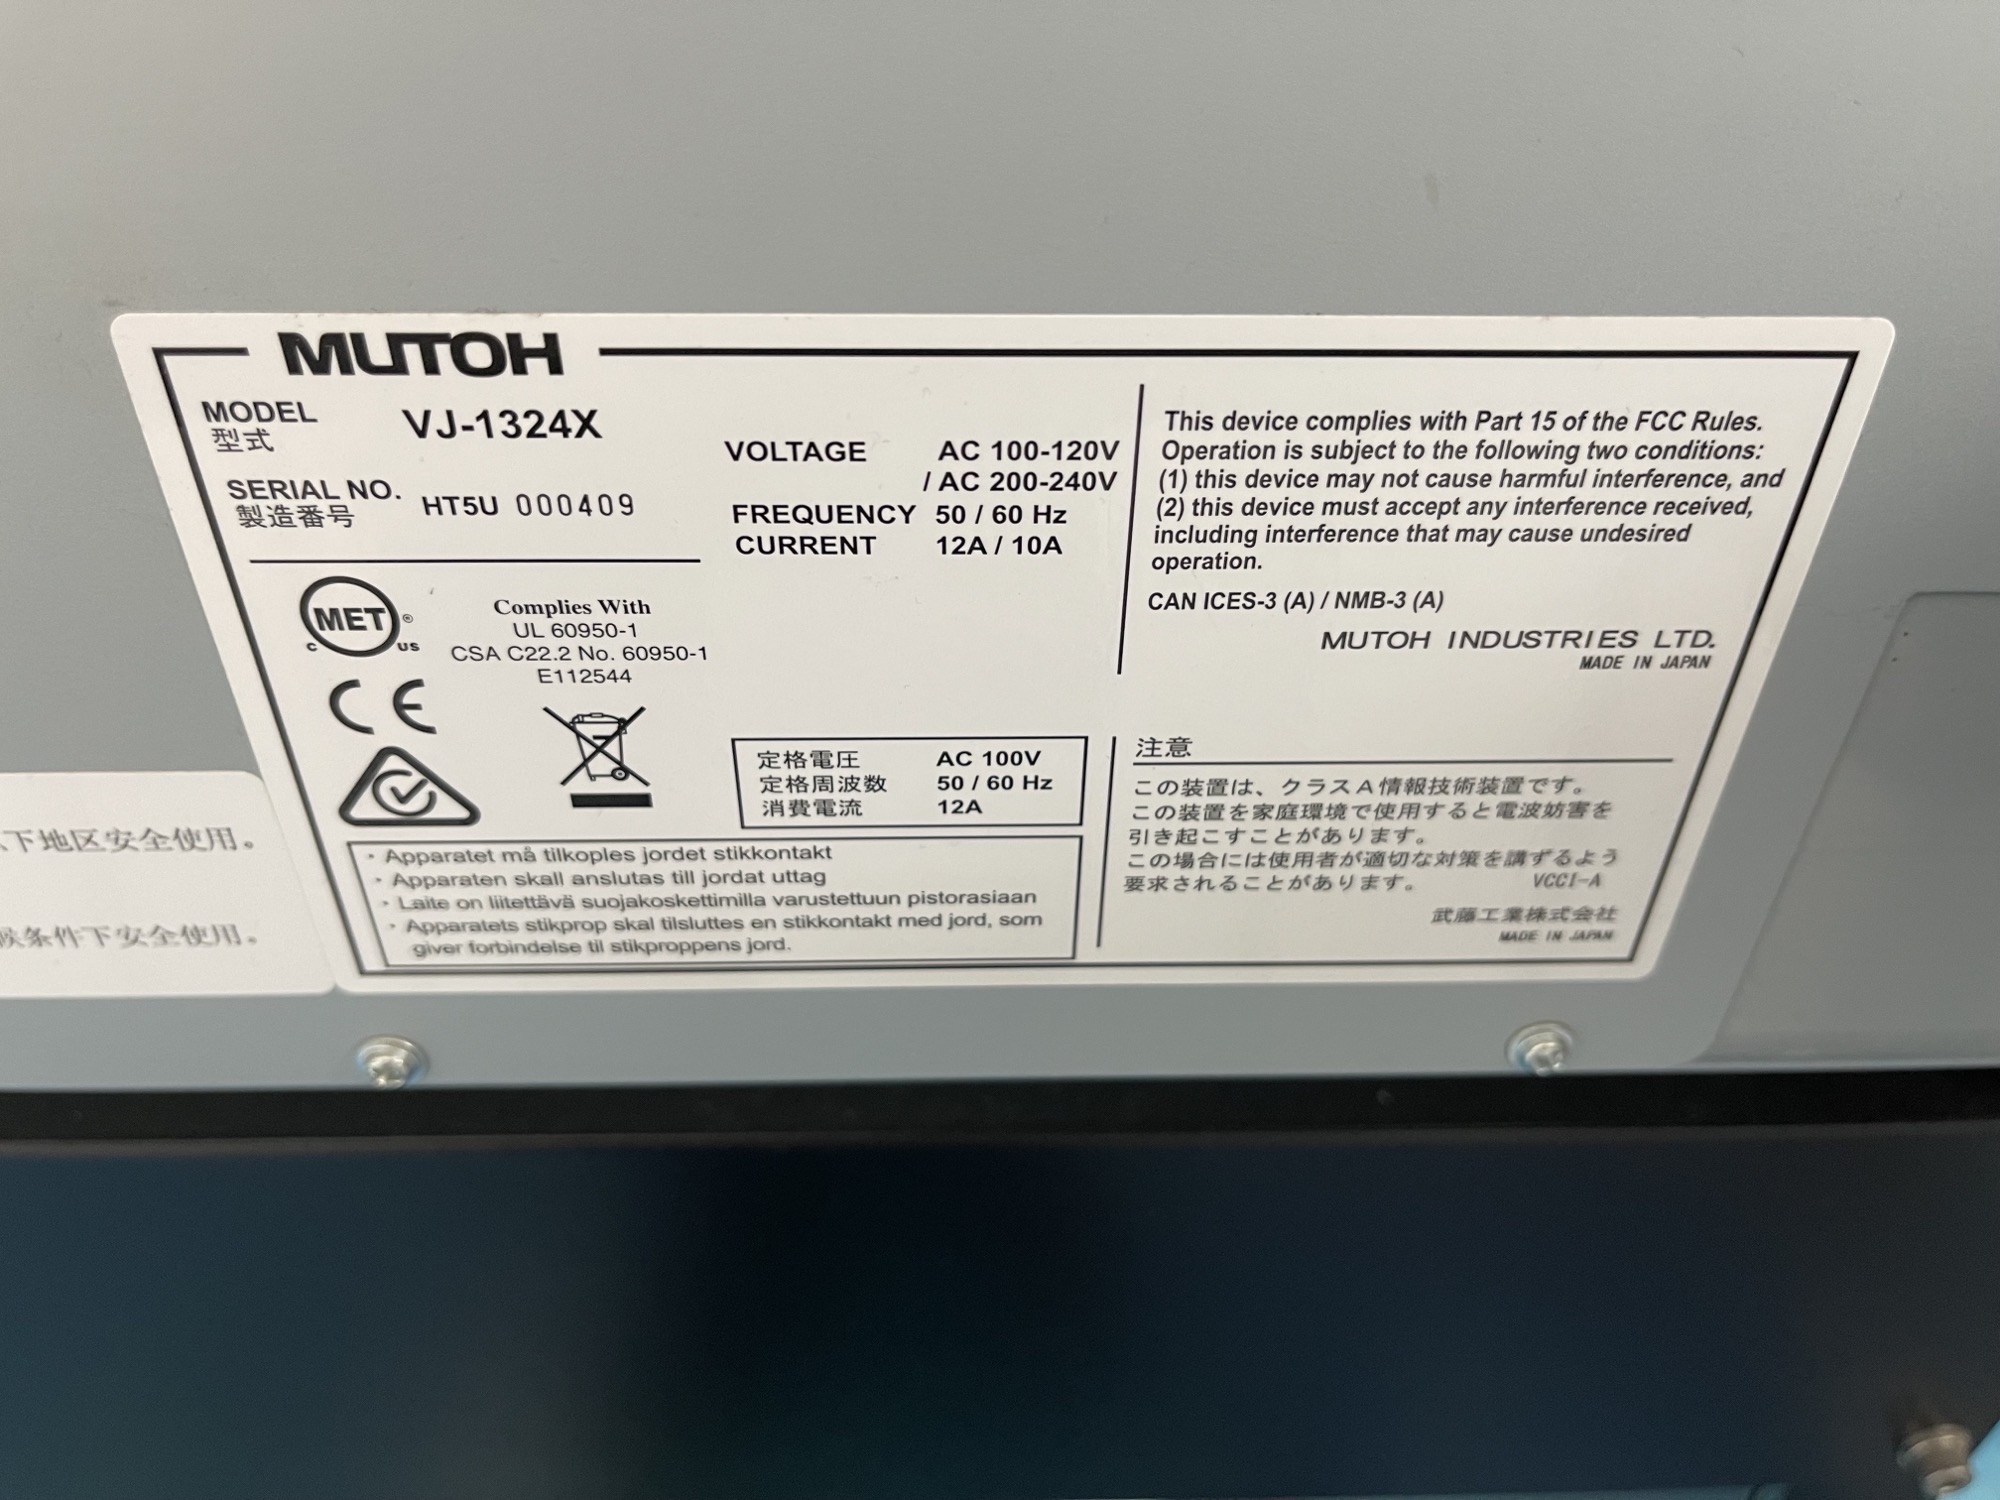 MUTOH
MODEL VJ-1324X
型式
SERIAL NO. HT5U 000409
製造番号
VOLTAGE AC 100-120V
/ AC 200-240V
FREQUENCY 50 / 60 Hz
CURRENT 12A / 10A
This device complies with Part 15 of the FCC Rules.
Operation is subject to the following two conditions:
(1) this device may not cause harmful interference, and
(2) this device must accept any interference received,
including interference that may cause undesired
operation.
CAN ICES-3 (A) / NMB-3 (A)
MUTOH INDUSTRIES LTD.
MADE IN JAPAN
MET ®
C US
Complies With
UL 60950-1
CSA C22.2 No. 60950-1
E112544
CE
定格電圧 AC 100V
定格周波数 50 / 60 Hz
消費電流 12A
・ Apparatet må tilkoples jordet stikkontakt
・ Apparaten skall anslutas till jordat uttag
・ Laite on liitettävä suojakoskettimilla varustettuun pistorasiaan
・ Apparatets stikprop skal tilsluttes en stikkontakt med jord, som
giver forbindelse til stikproppens jord.
注意
この装置は、クラスA情報技術装置です。
この装置を家庭環境で使用すると電波妨害を
引き起こすことがあります。
この場合には使用者が適切な対策を講ずるよう
要求されることがあります。 VCCI-A
武藤工業株式会社
MADE IN JAPAN
下地区安全使用。
候条件下安全使用。